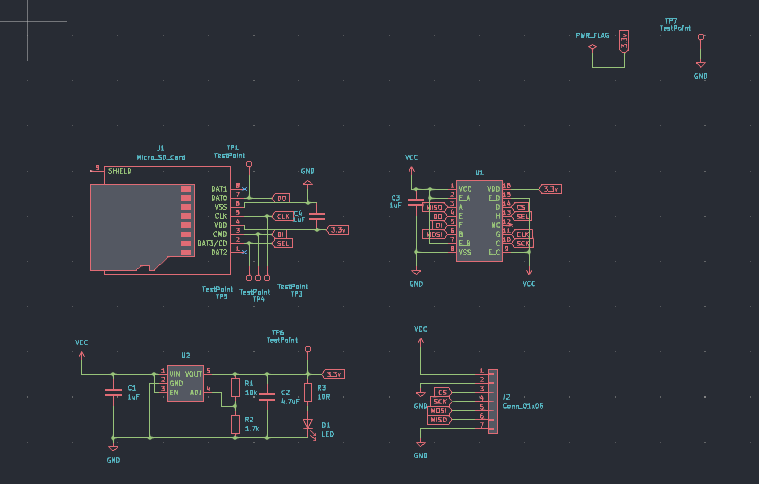 PWR_FLAG
3.3v
TP7
TestPoint
GND
J1
Micro_SD_Card
9
SHIELD
TP1
TestPoint
GND
DAT1 8
DAT0 7 DO
VSS 6
CLK 5 CLK C4
1uF
VDD 4 3.3v
CMD 3 DI
DAT3/CD 2 SEL
DAT2 1
TestPoint
TP5
TestPoint
TP4
TestPoint
VCC
U1
C3
1uF
1 VCC VDD 16 3.3v
2 E_A E_D 15
MISO 3 A D 14 CS
DO 4 E H 13 SEL
DI 5 F NC 12
MOSI 6 B G 11 CLK
7 E_B C 10 SCK
8 VSS E_C 9
GND
VCC
VCC
U2
TP6
TestPoint
1 VIN VOUT 5
2 GND
3 EN ADJ 4
3.3v
C1
1uF
R1
10k
C2
4.7uF
R3
10R
R2
D1
LED
GND
VCC
1
2
GND
CS 3
SCK 4
MOSI 5
MISO 6
7
J2
GND